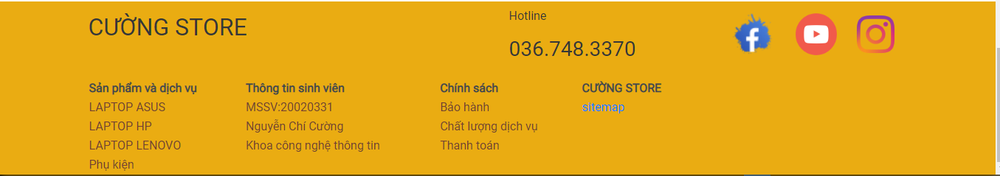 CƯỜNG STORE
Hotline
036.748.3370
Sản phẩm và dịch vụ
LAPTOP ASUS
LAPTOP HP
LAPTOP LENOVO
Phụ kiện
Thông tin sinh viên
MSSV:20020331
Nguyễn Chí Cường
Khoa công nghệ thông tin
Chính sách
Bảo hành
Chất lượng dịch vụ
Thanh toán
CƯỜNG STORE
sitemap